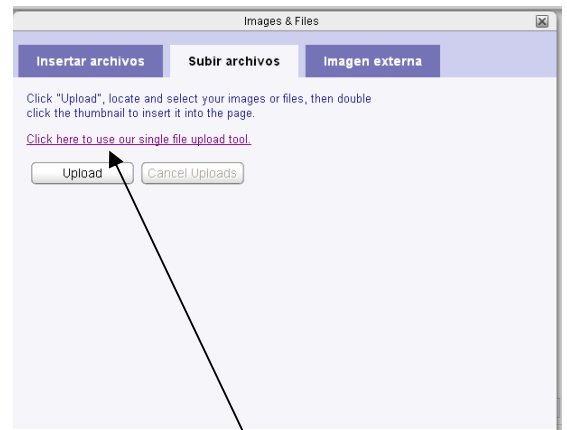 Images & Files
Insertar archivos Subir archivos Imagen externa
Click "Upload", locate and select your images or files, then double
click the thumbnail to insert it into the page.
Click here to use our single file upload tool.
Upload Cancel Uploads